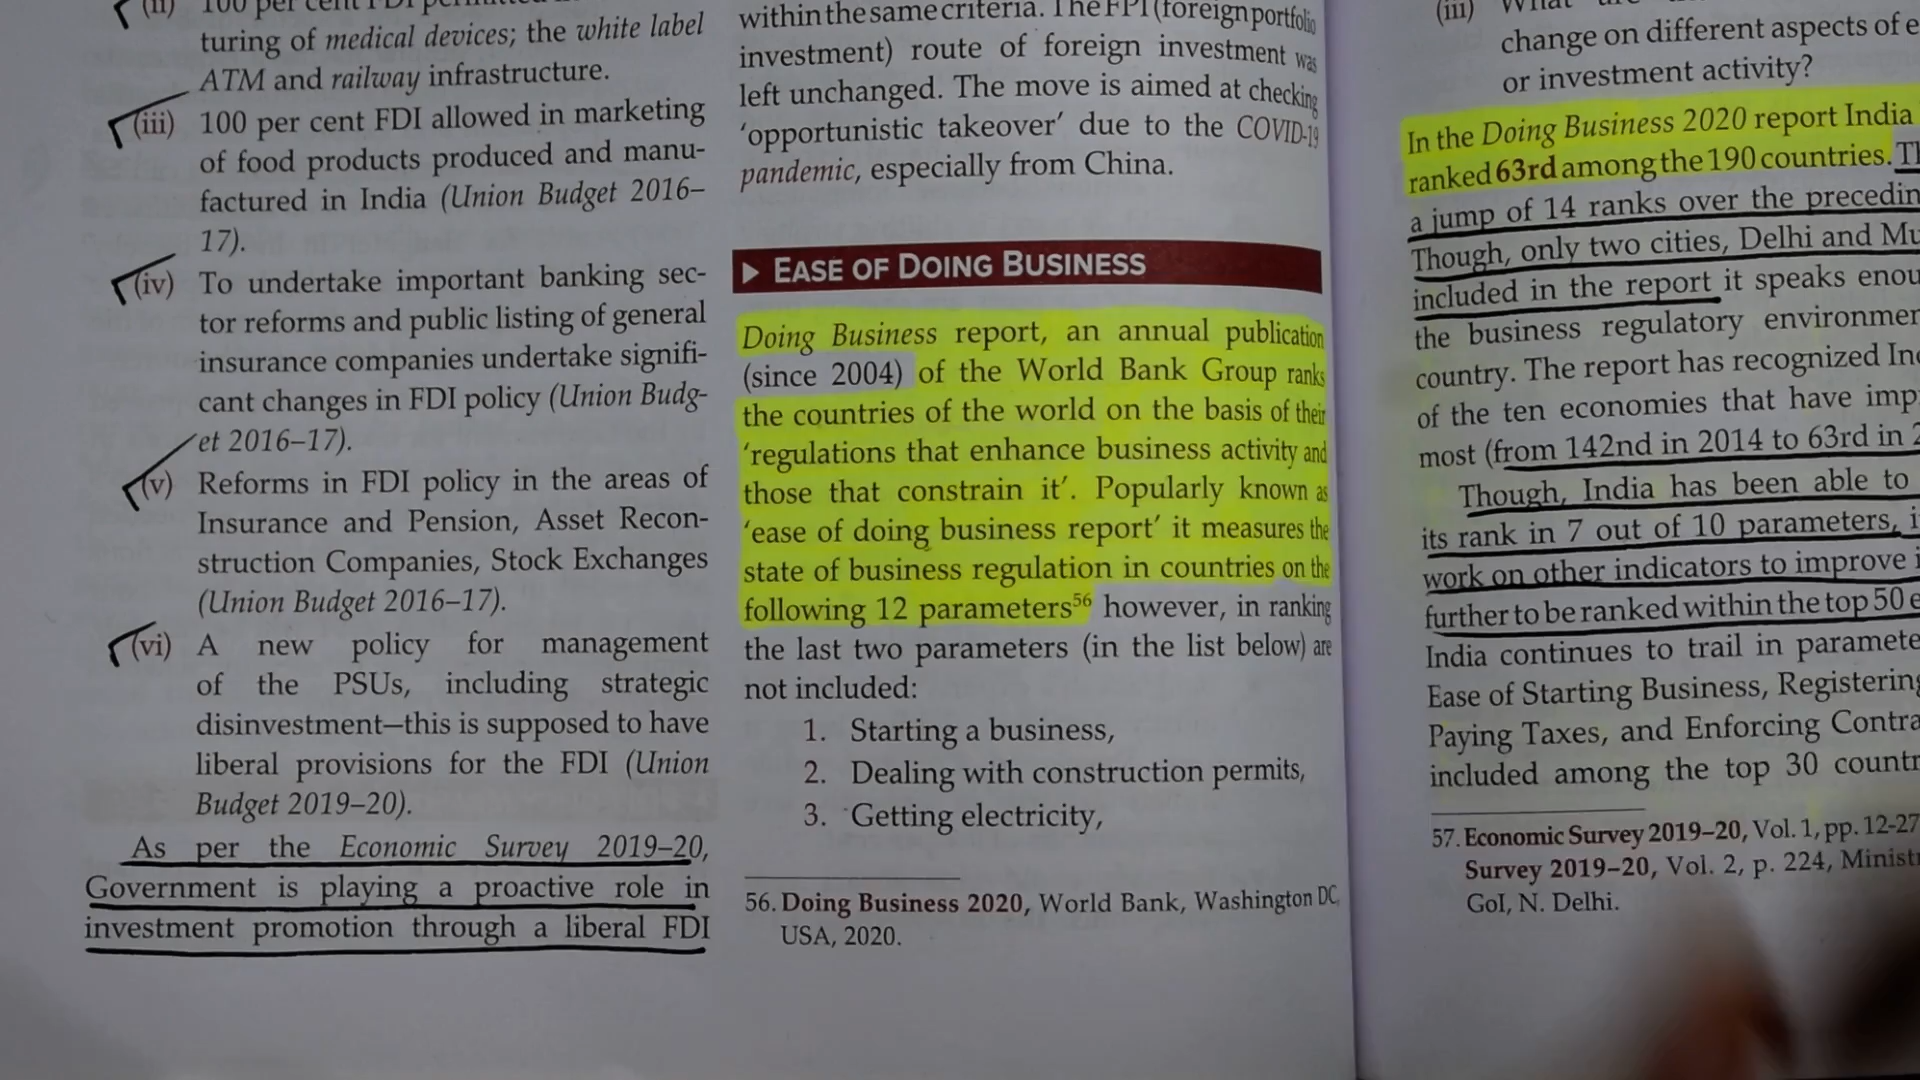 (ii) 100 per cent FDI
turing of medical devices; the white label
ATM and railway infrastructure.
(iii) 100 per cent FDI allowed in marketing
of food products produced and manu-
factured in India (Union Budget 2016–
17).
(iv) To undertake important banking sec-
tor reforms and public listing of general
insurance companies undertake signifi-
cant changes in FDI policy (Union Budg-
et 2016–17).
(v) Reforms in FDI policy in the areas of
Insurance and Pension, Asset Recon-
struction Companies, Stock Exchanges
(Union Budget 2016–17).
(vi) A new policy for management
of the PSUs, including strategic
disinvestment—this is supposed to have
liberal provisions for the FDI (Union
Budget 2019–20).
As per the Economic Survey 2019–20,
Government is playing a proactive role in
investment promotion through a liberal FDI
within the same criteria. The FPI (foreign portfolio
investment) route of foreign investment was
left unchanged. The move is aimed at checking
‘opportunistic takeover’ due to the COVID-19
pandemic, especially from China.
EASE OF DOING BUSINESS
Doing Business report, an annual publication
(since 2004) of the World Bank Group ranks
the countries of the world on the basis of their
‘regulations that enhance business activity and
those that constrain it’. Popularly known as
‘ease of doing business report’ it measures the
state of business regulation in countries on the
following 12 parameters56 however, in ranking
the last two parameters (in the list below) are
not included:
1. Starting a business,
2. Dealing with construction permits,
3. Getting electricity,
56. Doing Business 2020, World Bank, Washington DC,
USA, 2020.
(iii) What
change on different aspects of
or investment activity?
In the Doing Business 2020 report India
ranked 63rd among the 190 countries.
a jump of 14 ranks over the
Though, only two cities, Delhi and
included in the report it speaks
the business regulatory
country. The report has recognized
of the ten economies that have
most (from 142nd in 2014 to 63rd in
Though, India has been able to
its rank in 7 out of 10 parameters,
work on other indicators to improve
further to be ranked within the top 50
India continues to trail in
Ease of Starting Business, Registering
Paying Taxes, and Enforcing
included among the top 30
57. Economic Survey 2019–20, Vol. 1, pp. 12-27
Survey 2019–20, Vol. 2, p. 224,
GoI, N. Delhi.